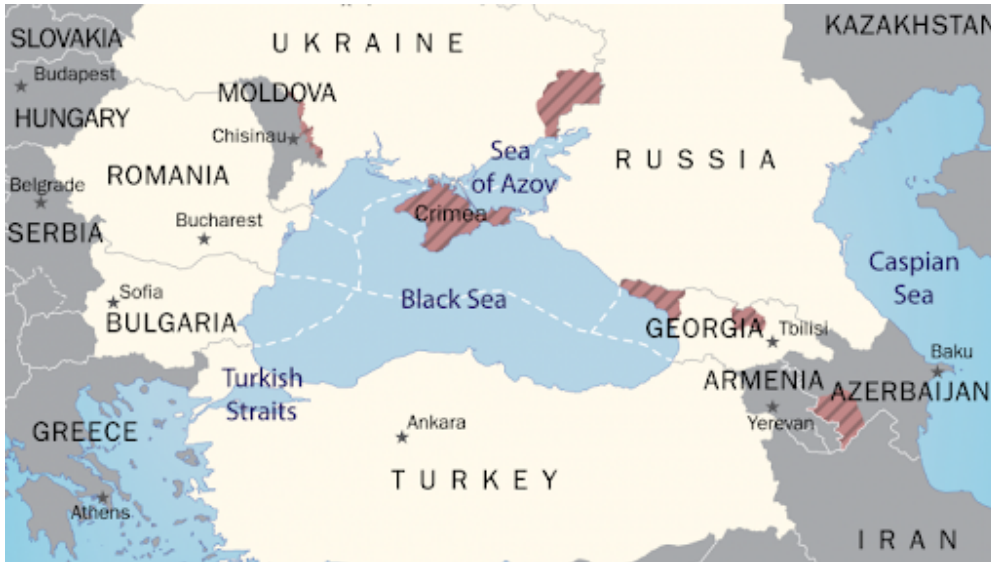 SLOVAKIA
UKRAINE
KAZAKHSTAN
Budapest
MOLDOVA
HUNGARY
Chisinau
Sea
of Azov
RUSSIA
ROMANIA
Belgrade
Crimea
Bucharest
SERBIA
Caspian
Sea
Sofia
Black Sea
BULGARIA
GEORGIA
Tbilisi
Baku
Turkish
Straits
ARMENIA
AZERBAIJAN
Ankara
Yerevan
GREECE
TURKEY
Athens
IRAN